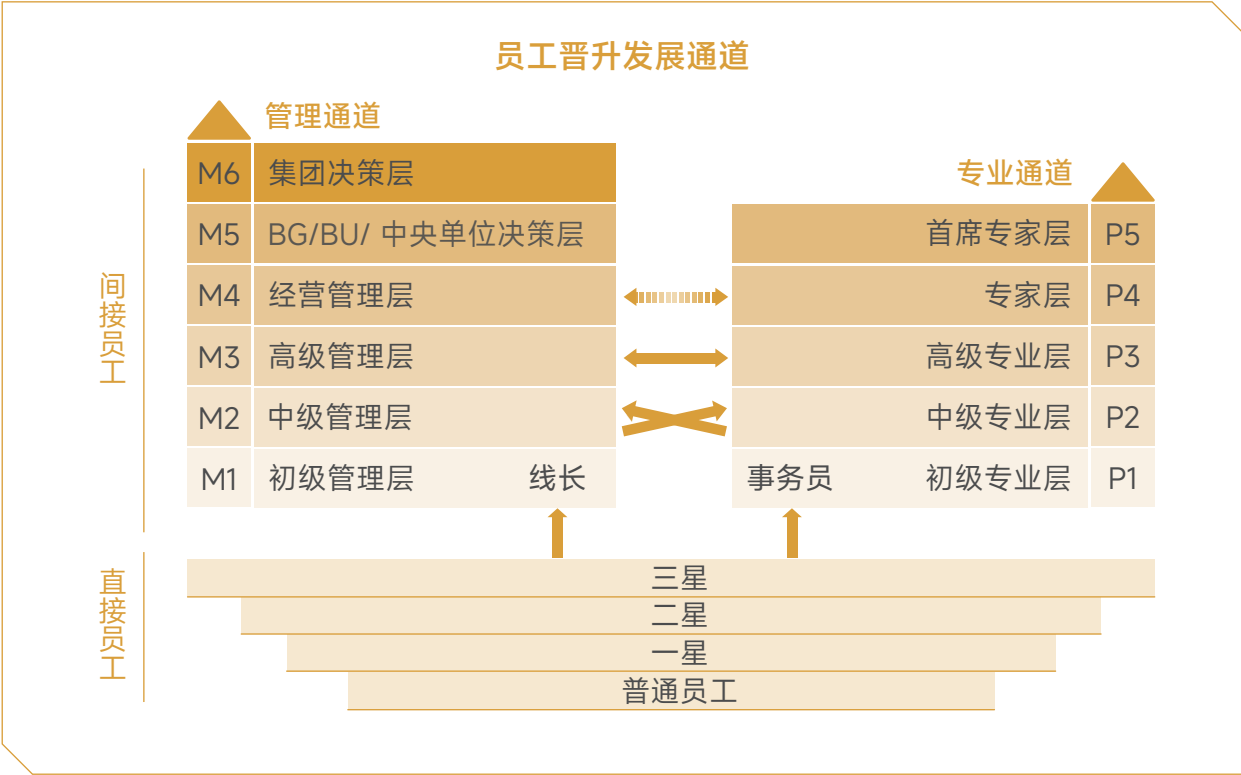 员工晋升发展通道
管理通道
专业通道
间接员工
M6 集团决策层
M5 BG/BU/ 中央单位决策层
首席专家层 P5
M4 经营管理层
专家层 P4
M3 高级管理层
高级专业层 P3
M2 中级管理层
中级专业层 P2
M1 初级管理层 线长
事务员 初级专业层 P1
直接员工
三星
二星
一星
普通员工